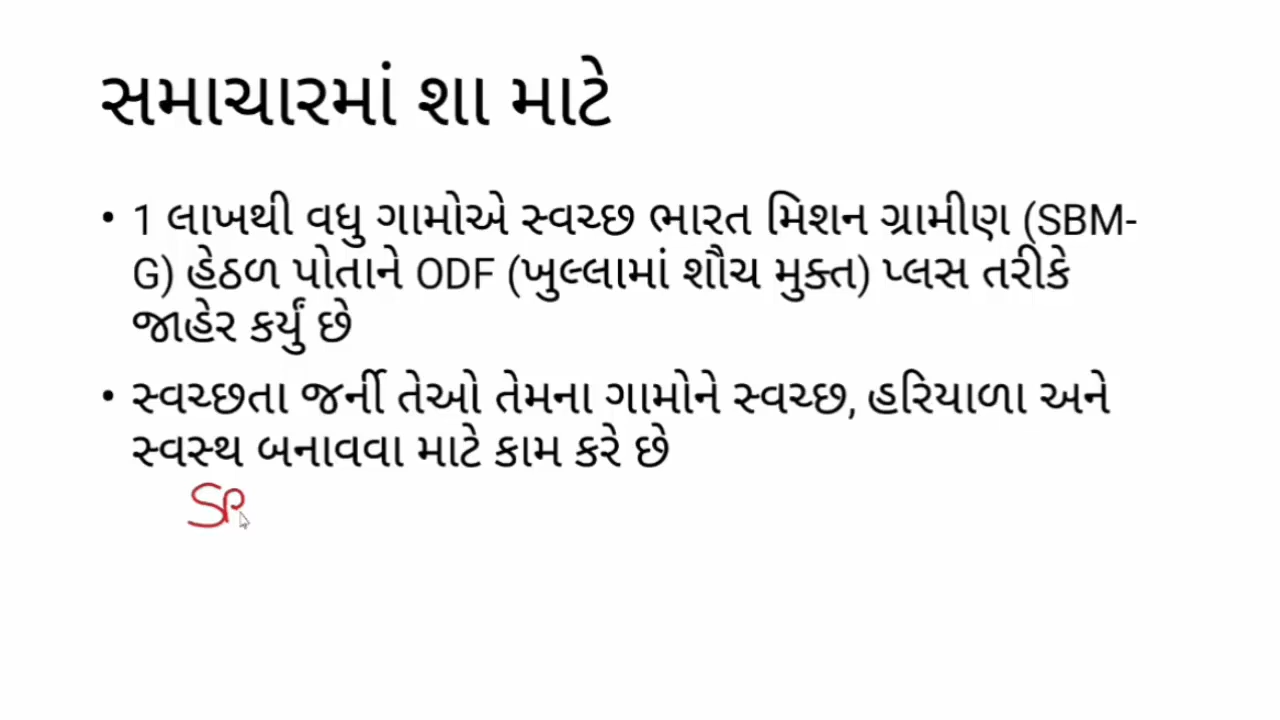 સમાચારમાં શા માટે
• 1 લાખથી વધુ ગામોએ સ્વચ્છ ભારત મિશન ગ્રામીણ (SBM-
G) હેઠળ પોતાને ODF (ખુલ્લામાં શૌચ મુક્ત) પ્લસ તરીકે
જાહેર કર્યું છે
• સ્વચ્છતા જર્ની તેઓ તેમના ગામોને સ્વચ્છ, હરિયાળા અને
સ્વસ્થ બનાવવા માટે કામ કરે છે